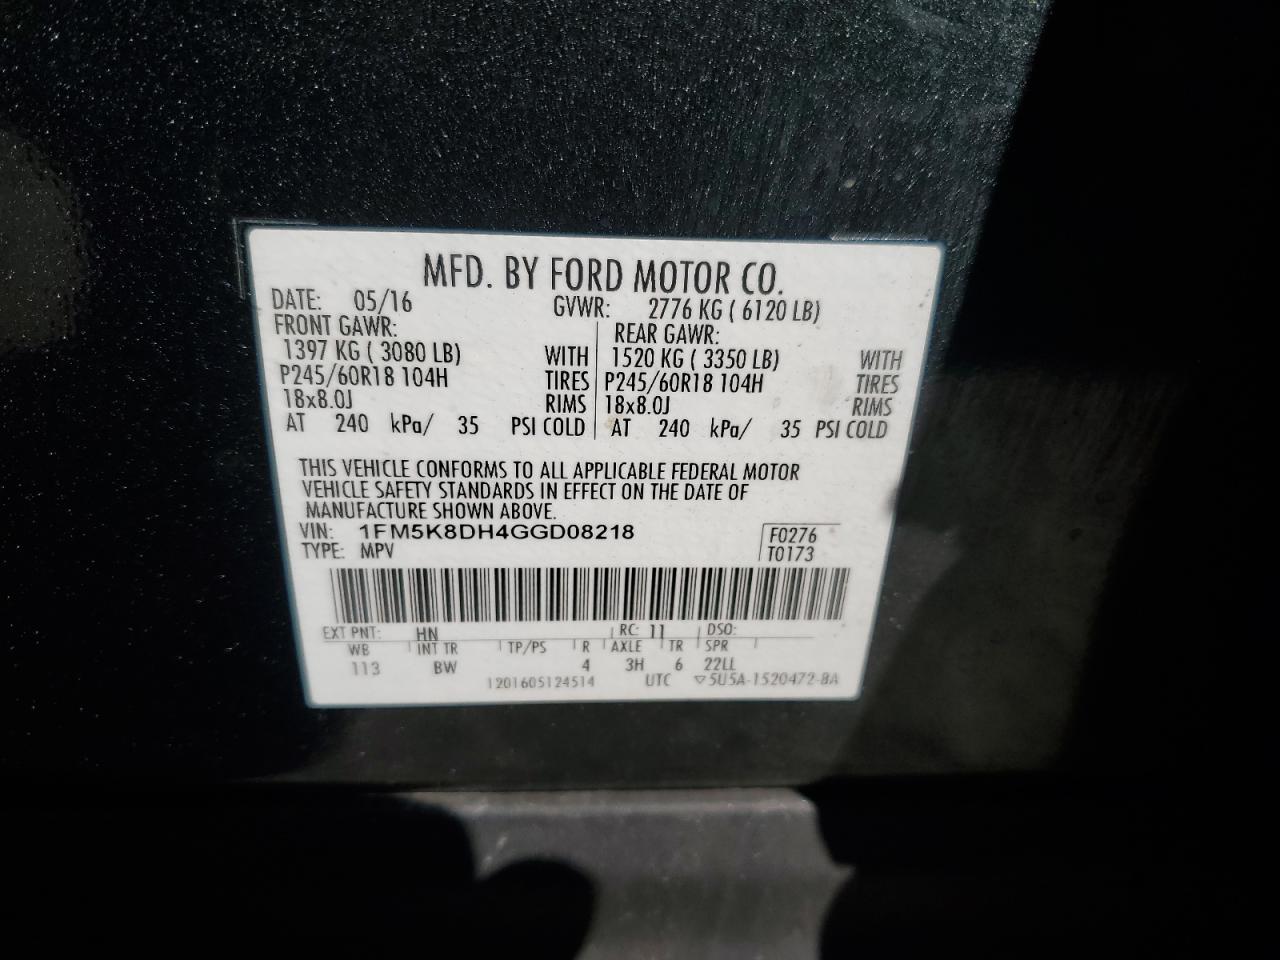 MFD. BY FORD MOTOR CO.
DATE: 05/16 GVWR: 2776 KG ( 6120 LB)
FRONT GAWR: REAR GAWR:
1397 KG ( 3080 LB) WITH 1520 KG ( 3350 LB) WITH
P245/60R18 104H TIRES P245/60R18 104H TIRES
18x8.0J RIMS 18x8.0J RIMS
AT 240 kPa/ 35 PSI COLD AT 240 kPa/ 35 PSI COLD
THIS VEHICLE CONFORMS TO ALL APPLICABLE FEDERAL MOTOR
VEHICLE SAFETY STANDARDS IN EFFECT ON THE DATE OF
MANUFACTURE SHOWN ABOVE.
VIN: 1FM5K8DH4GGD08218 F0276
TYPE: MPV T0173
EXT PNT: HN RC: 11 DSO:
WB INT TR TP/PS R AXLE TR SPR
113 BW 4 3H 6 22LL
1201605124514 UTC ▽5U5A-1520472-8A